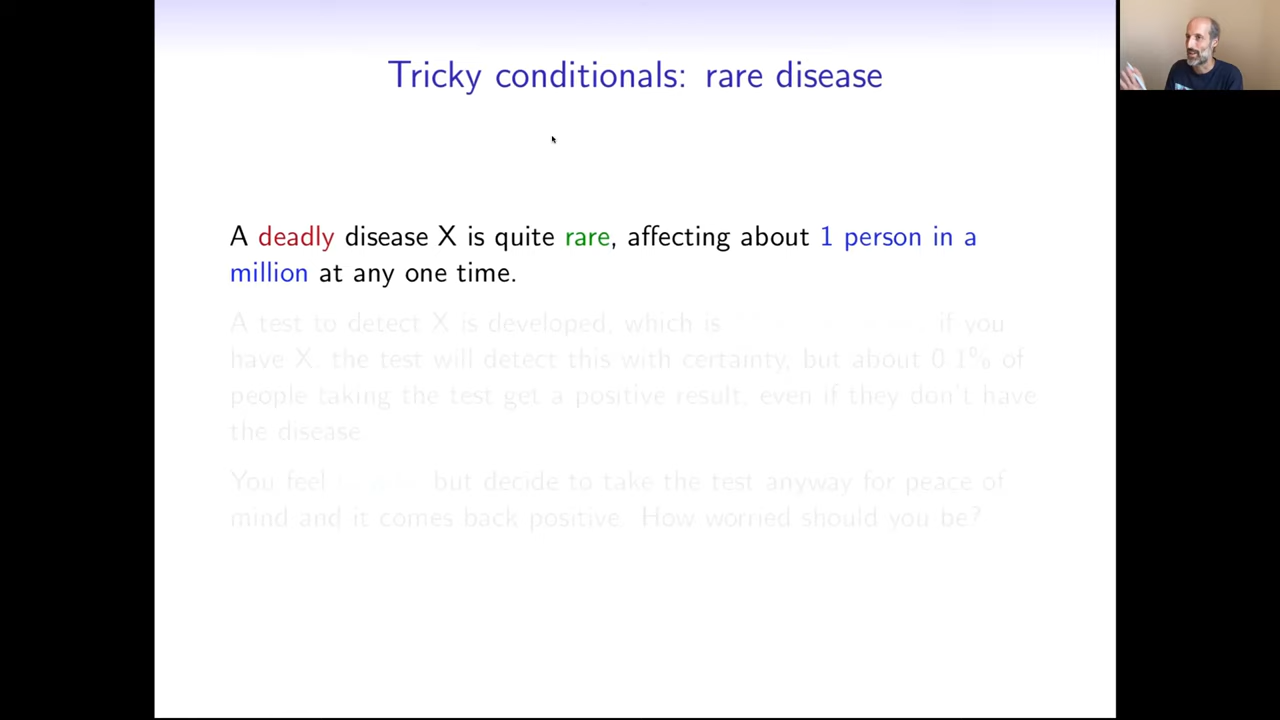 Tricky conditionals: rare disease
A deadly disease X is quite rare, affecting about 1 person in a
million at any one time.
A test to detect X is developed, which is if you
have X, the test will detect this with certainty, but about 0.1% of
people taking the test get a positive result, even if they don't have
the disease.
You feel but decide to take the test anyway for peace of
mind and it comes back positive. How worried should you be?